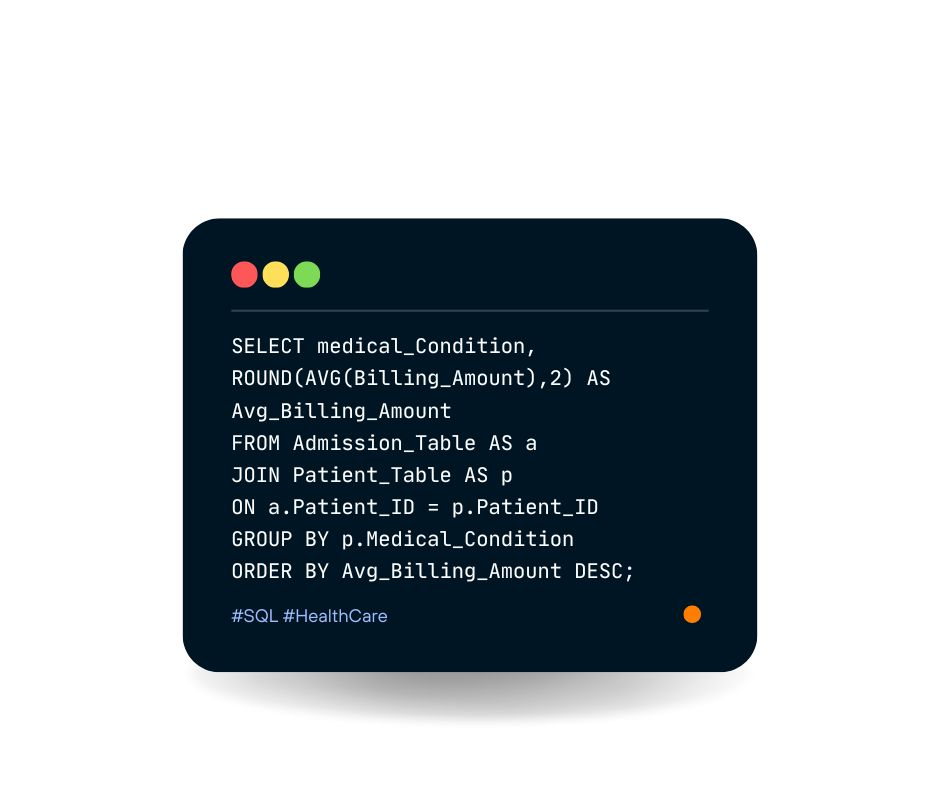 SELECT medical_Condition,
ROUND(AVG(Billing_Amount),2) AS
Avg_Billing_Amount
FROM Admission_Table AS a
JOIN Patient_Table AS p
ON a.Patient_ID = p.Patient_ID
GROUP BY p.Medical_Condition
ORDER BY Avg_Billing_Amount DESC;
#SQL #HealthCare